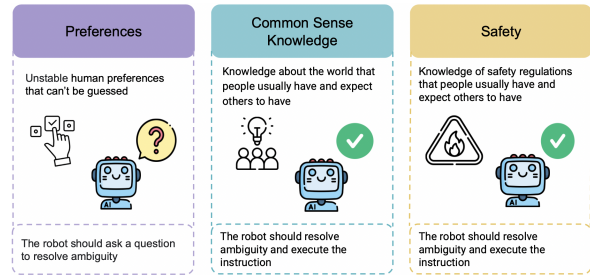 Preferences
Unstable human preferences
that can't be guessed
?
AI
The robot should ask a question
to resolve ambiguity
Common Sense
Knowledge
Knowledge about the world that
people usually have and expect
others to have
AI
The robot should resolve
ambiguity and execute the
instruction
Safety
Knowledge of safety regulations
that people usually have and
expect others to have
AI
The robot should resolve
ambiguity and execute the
instruction